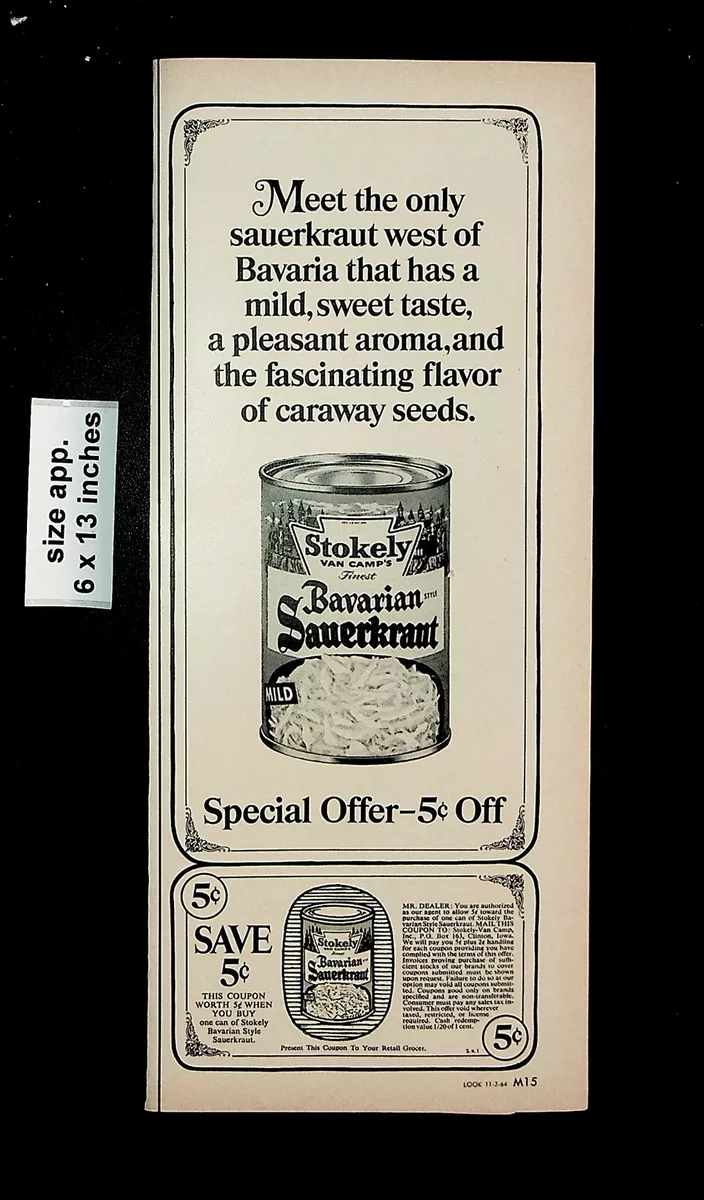 Meet the only
sauerkraut west of
Bavaria that has a
mild, sweet taste,
a pleasant aroma, and
the fascinating flavor
of caraway seeds.
size app.
6 x 13 inches
Stokely
VAN CAMP'S
Finest
Bavarian STYLE
Sauerkraut
MILD
Special Offer–5¢ Off
5¢
SAVE
5¢
THIS COUPON
WORTH 5¢ WHEN
YOU BUY
one can of Stokely
Bavarian Style
Sauerkraut.
Stokely
VAN CAMP'S
Finest
Bavarian
Sauerkraut
Present This Coupon To Your Retail Grocer.
MR. DEALER: You are authorized
as our agent to allow 5¢ toward the
purchase of one can of Stokely Ba-
varian Style Sauerkraut. MAIL THIS
COUPON TO: Stokely-Van Camp,
Inc., P.O. Box 163, Clinton, Iowa.
We will pay you 5¢ plus 2¢ handling
for each coupon providing you have
complied with the terms of this offer.
Invoices proving purchase of suffi-
cient stocks of our brands to cover
coupons submitted must be shown
upon request. Failure to do so at our
option may void all coupons submit-
ted. Coupons good only on brands
specified and are non-transferable.
Consumer must pay any sales tax in-
volved. This offer void wherever
taxed, restricted, or license
required. Cash redemp-
tion value 1/20 of 1 cent.
S.K.1
5¢
LOOK 11-3-64 M15